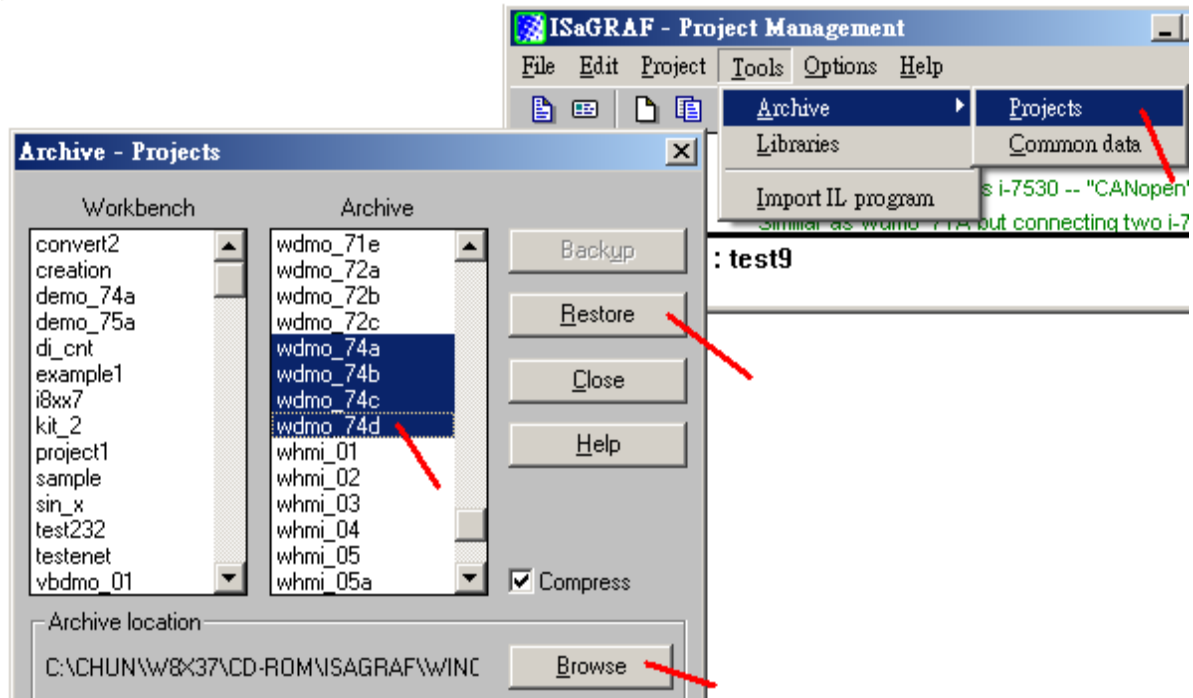 ISaGRAF - Project Management
File Edit Project Tools Options Help
Archive
Libraries
Import IL program
Projects
Common data
s i-7530 -- "CANopen"
Similar as wdmo_71A but connecting two i-7
: test9
Archive - Projects
Workbench
convert2
creation
demo_74a
demo_75a
di_cnt
example1
i8xx7
kit_2
project1
sample
sin_x
test232
testenet
vbdmo_01
Archive
wdmo_71e
wdmo_72a
wdmo_72b
wdmo_72c
wdmo_74a
wdmo_74b
wdmo_74c
wdmo_74d
whmi_01
whmi_02
whmi_03
whmi_04
whmi_05
whmi_05a
Backup
Restore
Close
Help
Compress
Archive location
C:\CHUN\W8X37\CD-ROM\ISAGRAF\WINC
Browse